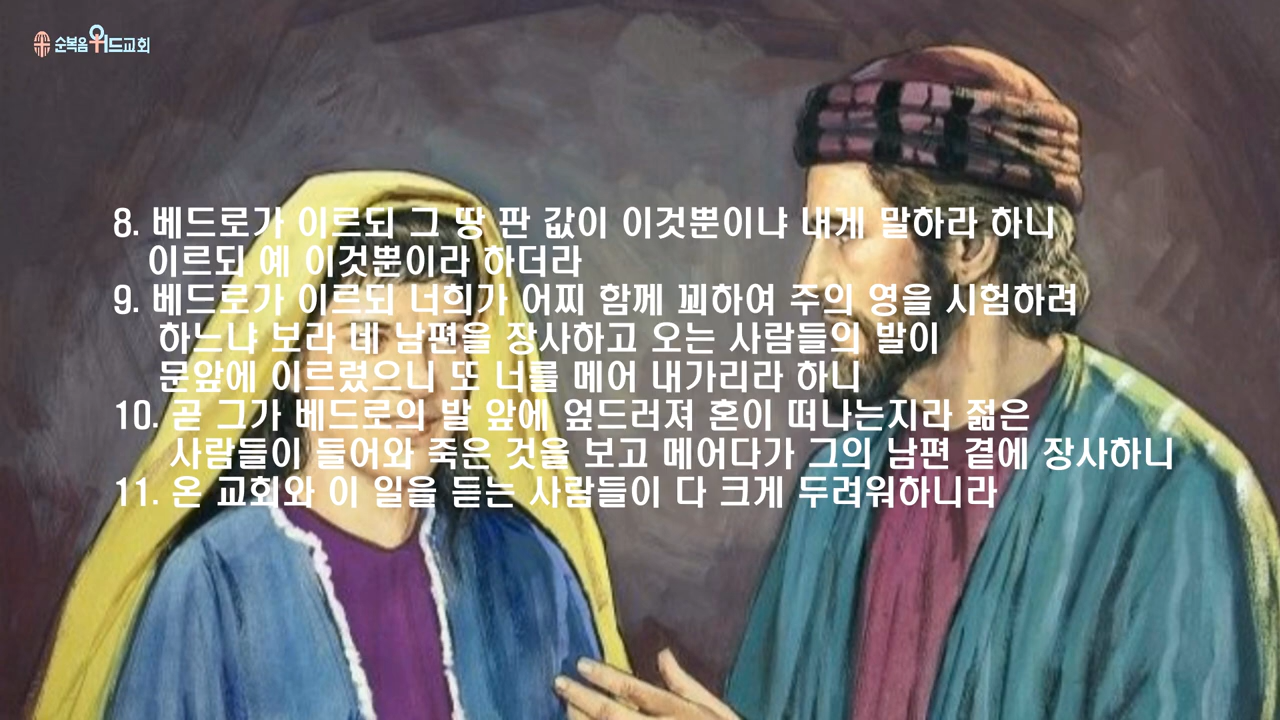 순복음위드교회
8. 베드로가 이르되 그 땅 판 값이 이것뿐이냐 내게 말하라 하니
이르되 예 이것뿐이라 하더라
9. 베드로가 이르되 너희가 어찌 함께 꾀하여 주의 영을 시험하려
하느냐 보라 네 남편을 장사하고 오는 사람들의 발이
문앞에 이르렀으니 또 너를 메어 내가리라 하니
10. 곧 그가 베드로의 발 앞에 엎드러져 혼이 떠나는지라 젊은
사람들이 들어와 죽은 것을 보고 메어다가 그의 남편 곁에 장사하니
11. 온 교회와 이 일을 듣는 사람들이 다 크게 두려워하니라